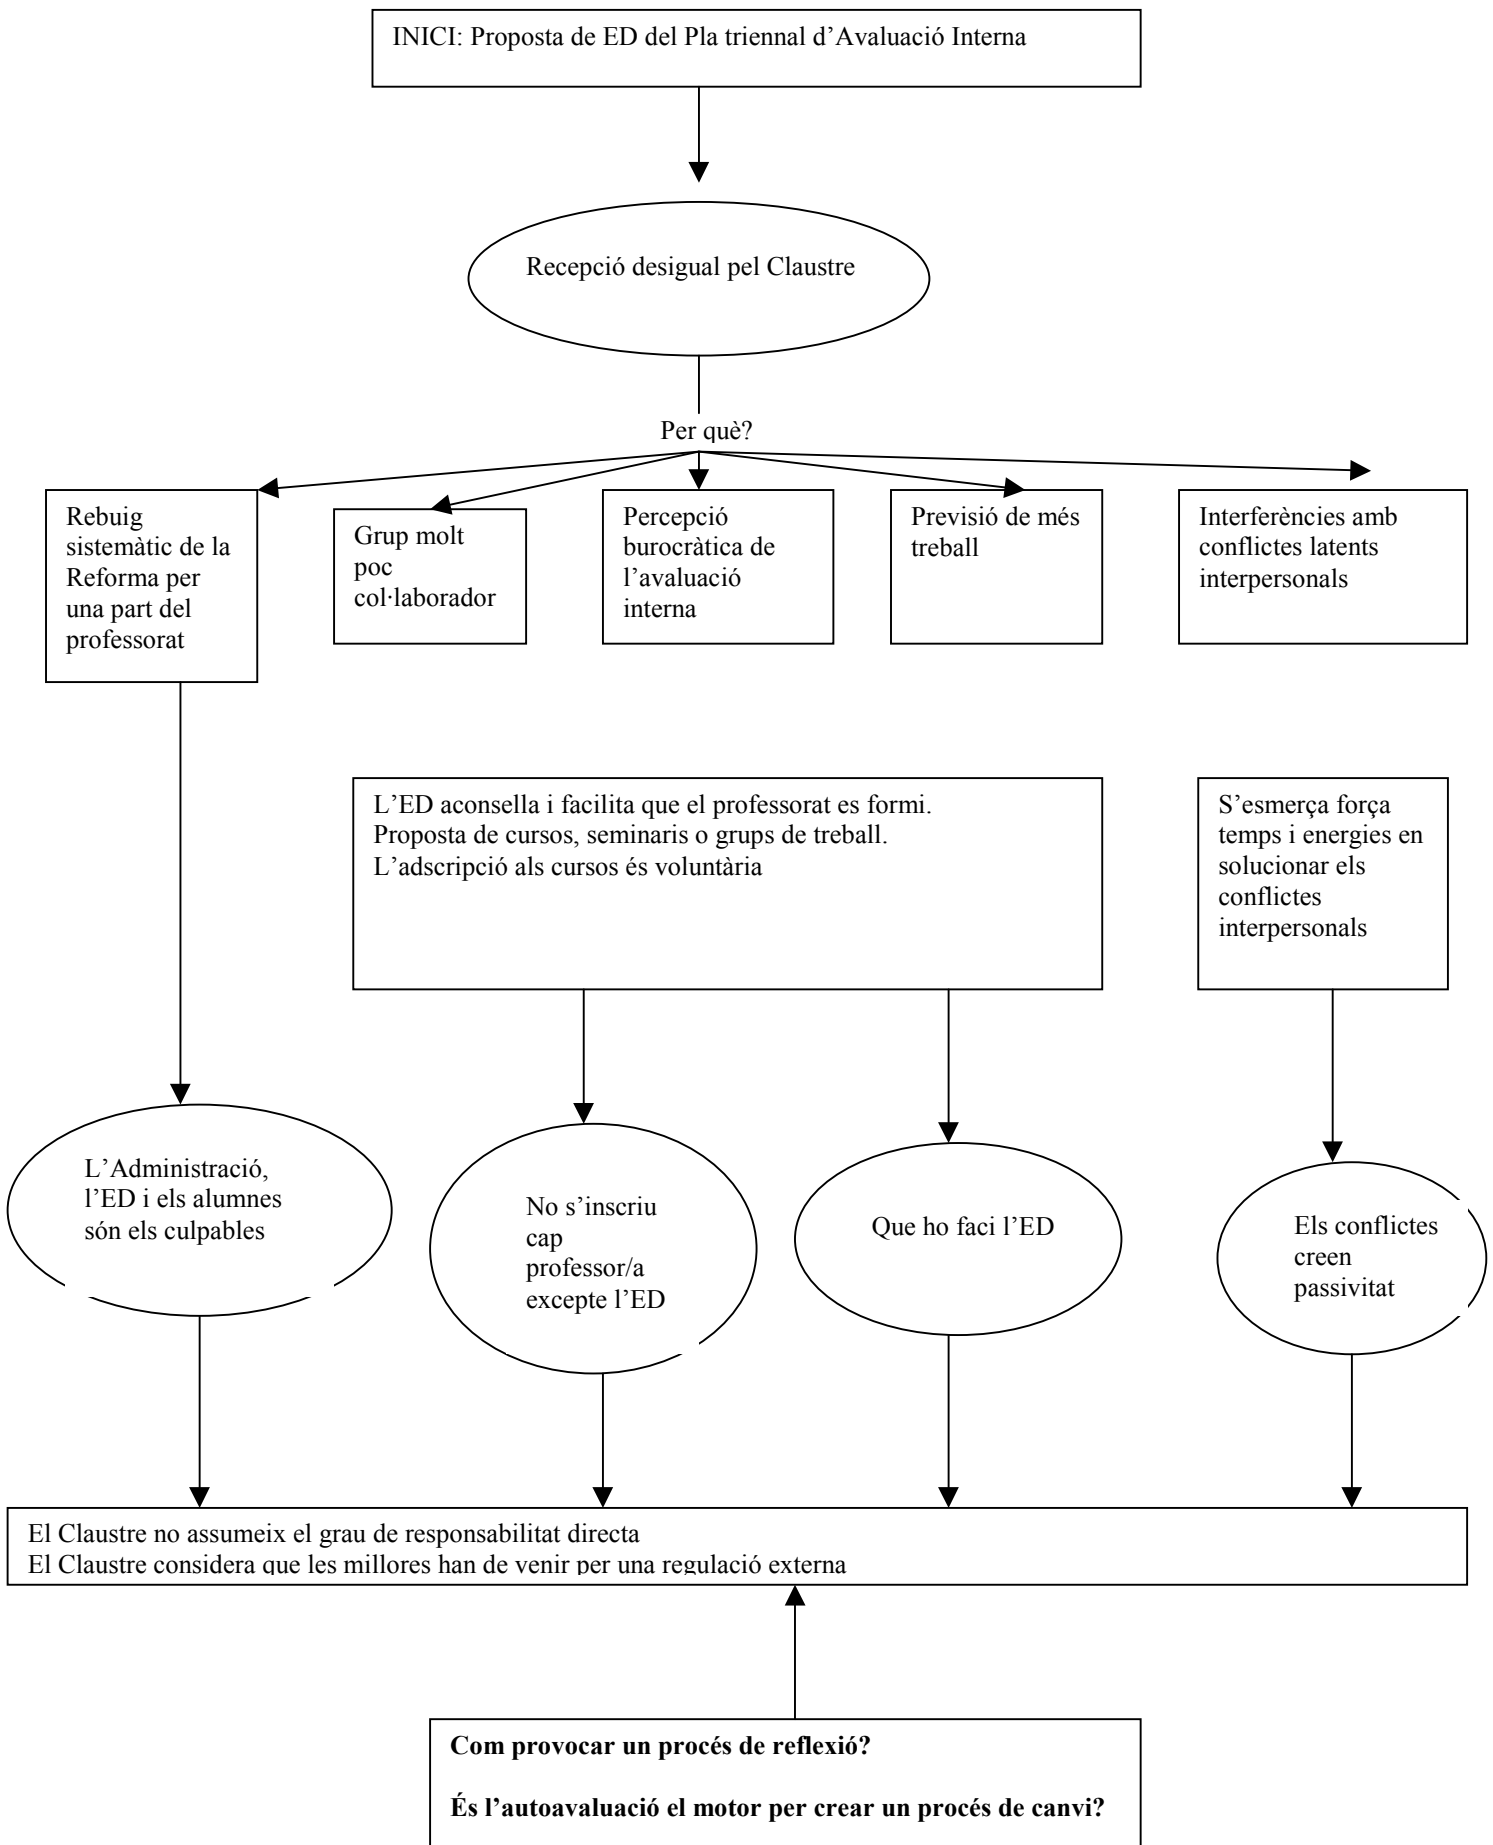 INICI: Proposta de ED del Pla triennal d’Avaluació Interna
Recepció desigual pel Claustre
Per què?
Rebuig
sistemàtic de la
Reforma per
una part del
professorat
Grup molt
poc
col·laborador
Percepció
burocràtica de
l’avaluació
interna
Previsió de més
treball
Interferències amb
conflictes latents
interpersonals
L’ED aconsella i facilita que el professorat es formi.
Proposta de cursos, seminaris o grups de treball.
L’adscripció als cursos és voluntària
S’esmerça força
temps i energies en
solucionar els
conflictes
interpersonals
L’Administració,
l’ED i els alumnes
són els culpables
No s’inscriu
cap
professor/a
excepte l’ED
Que ho faci l’ED
Els conflictes
creen
passivitat
El Claustre no assumeix el grau de responsabilitat directa
El Claustre considera que les millores han de venir per una regulació externa
Com provocar un procés de reflexió?
És l’autoavaluació el motor per crear un procés de canvi?